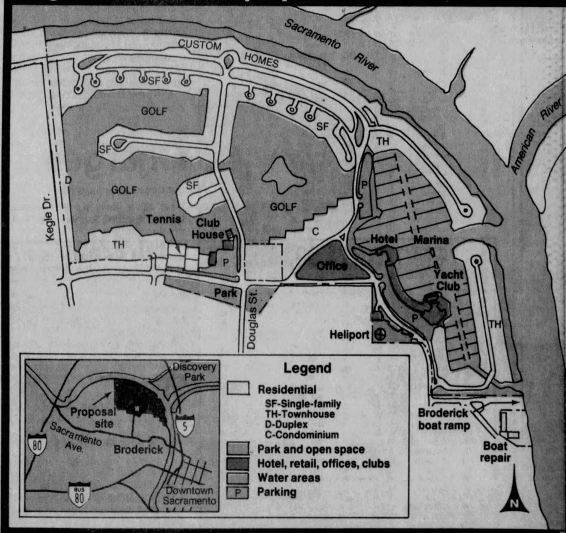 Sacramento
River
CUSTOM
HOMES
American River
SF
GOLF
SF
SF
TH
Kegle Dr.
D
GOLF
SF
GOLF
P
TH
Tennis
Club
House
P
C
Hotel
Marina
Office
Yacht
Club
P
TH
Park
Douglas St.
Heliport
Broderick
boat ramp
Boat
repair
N
Discovery
Park
Proposal
site
5
Sacramento
Ave.
80
Broderick
BUS
80
Downtown
Sacramento
Legend
Residential
SF-Single-family
TH-Townhouse
D-Duplex
C-Condominium
Park and open space
Hotel, retail, offices, clubs
Water areas
P Parking